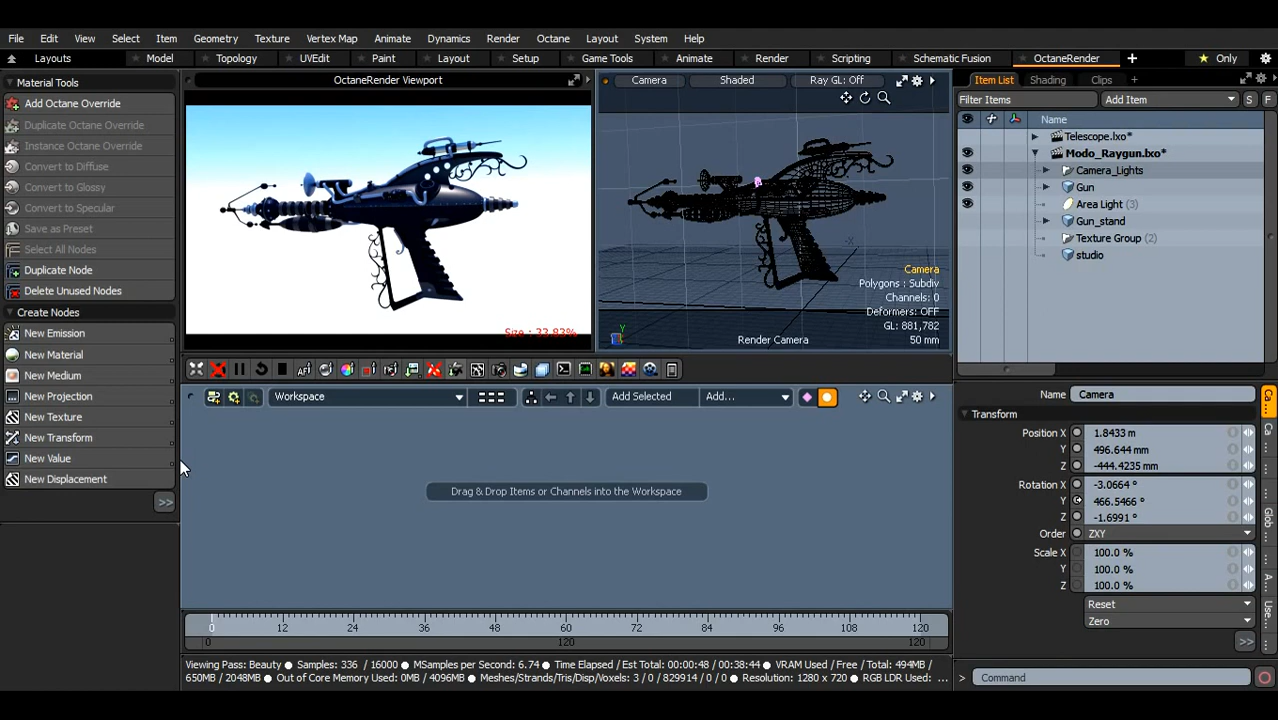 File Edit View Select Item Geometry Texture Vertex Map Animate Dynamics Render Octane Layout System Help
Layouts Model Topology UVEdit Paint Layout Setup Game Tools Animate Render Scripting Schematic Fusion OctaneRender Only
Material Tools
Add Octane Override
Duplicate Octane Override
Instance Octane Override
Convert to Diffuse
Convert to Glossy
Convert to Specular
Save as Preset
Select All Nodes
Duplicate Node
Delete Unused Nodes
Create Nodes
New Emission
New Material
New Medium
New Projection
New Texture
New Transform
New Value
New Displacement
>>
OctaneRender Viewport
Size : 33.83%
Camera Shaded Ray GL: Off
Camera
Polygons : Subdiv
Channels: 0
Deformers: OFF
GL: 881,782
50 mm
Render Camera
-X
Y
Z
AF
Workspace Add Selected Add...
Drag & Drop Items or Channels into the Workspace
0 12 24 36 48 60 72 84 96 108 120
0 120 120
Viewing Pass: Beauty ● Samples: 336 / 16000 ● MSamples per Second: 6.74 ● Time Elapsed / Est Total: 00:00:48 / 00:38:44 ● VRAM Used / Free / Total: 494MB /
650MB / 2048MB ● Out of Core Memory Used: 0MB / 4096MB ● Meshes/Strands/Tris/Disp/Voxels: 3 / 0 / 829914 / 0 / 0 ● Resolution: 1280 x 720 ● RGB LDR Used: ...
Item List Shading Clips +
Filter Items Add Item S F
Name
Telescope.lxo*
Modo_Raygun.lxo*
Camera_Lights
Gun
Area Light (3)
Gun_stand
Texture Group (2)
studio
Name Camera
Transform
Position X 1.8433 m
Y 496.644 mm
Z -444.4235 mm
Rotation X -3.0664 °
Y 466.5466 °
Z -1.6991 °
Order ZXY
Scale X 100.0 %
Y 100.0 %
Z 100.0 %
Reset
Zero
>>
Ca ...
Ca
Glob
A
Use...
> Command